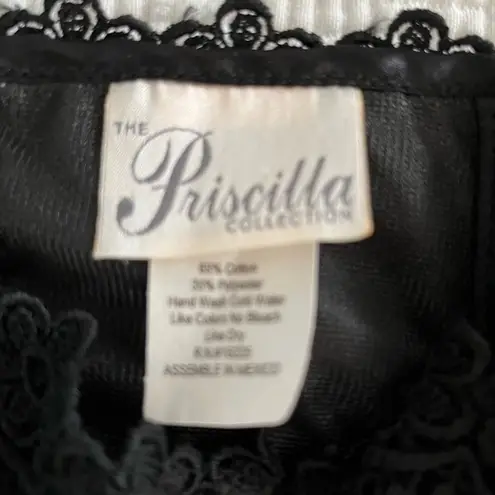 THE
Priscilla
COLLECTION
Cotton
20% Polyester
Hand Wash Cold Water
Like Colors No Bleach
Line Dry
ASSEMBLE IN MEXICO